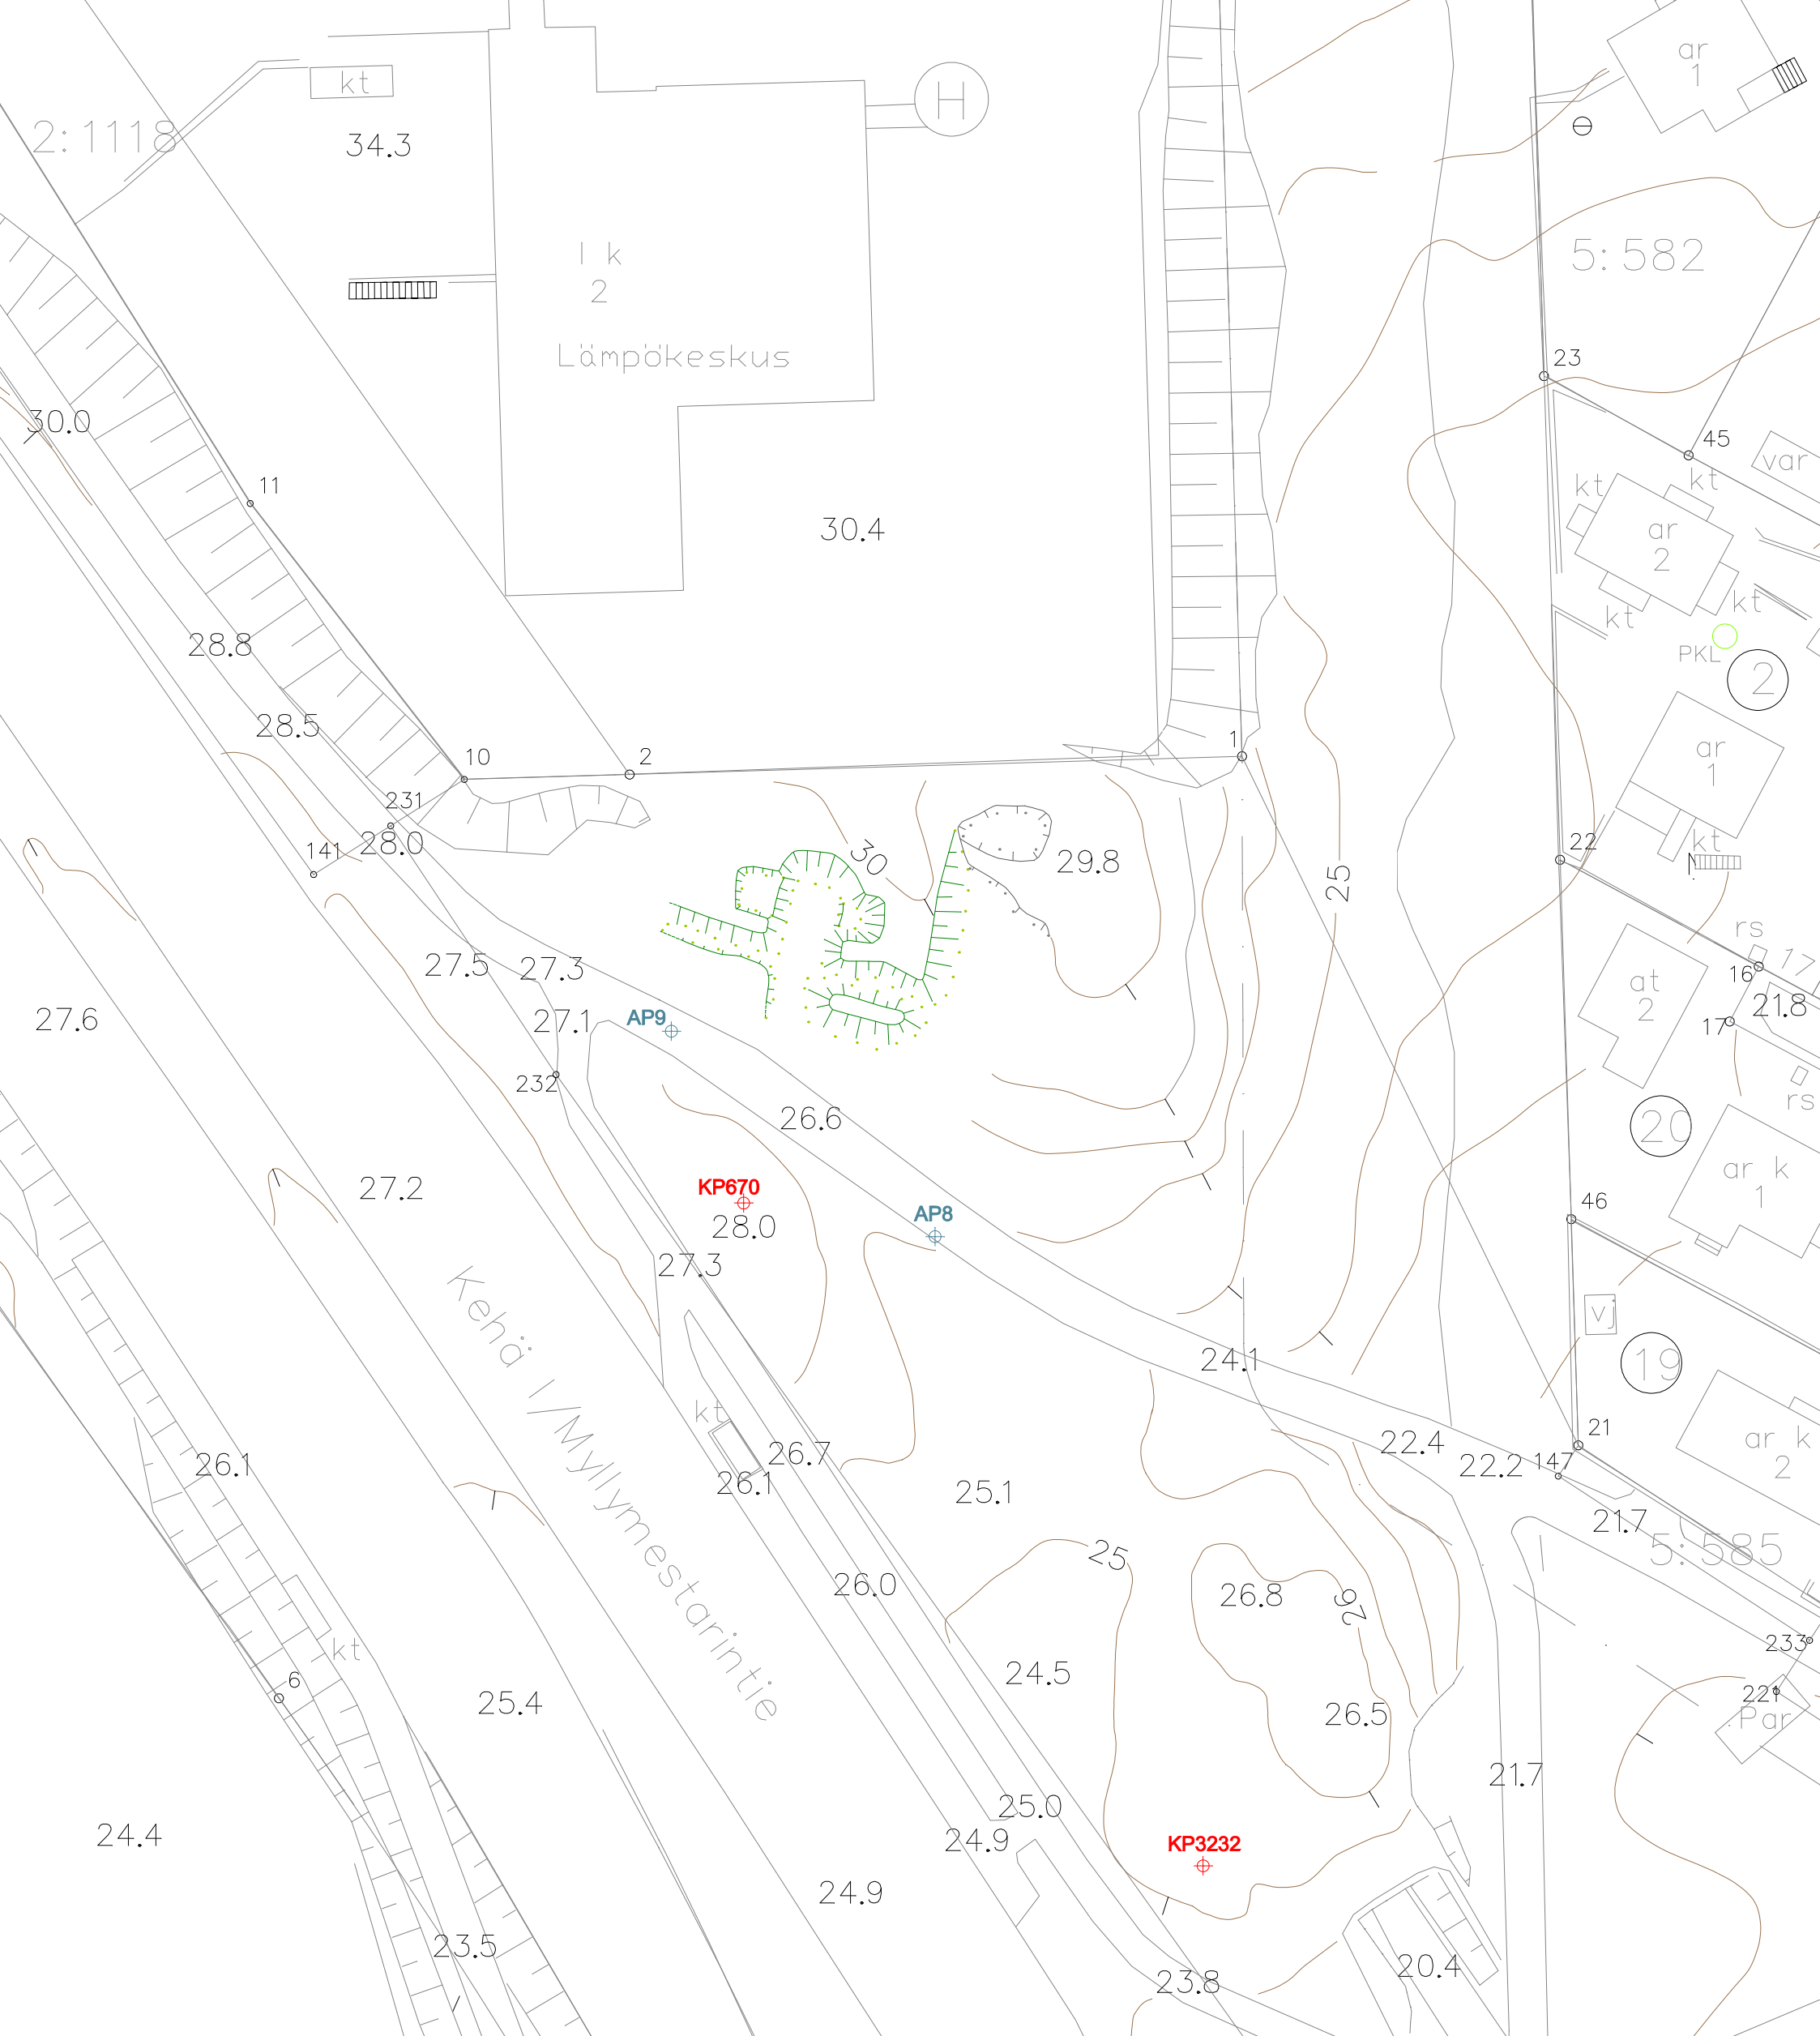 ar
1
kt
H
2:1118
34.3
5:582
l k
2
Lämpökeskus
23
30.0
45
var
kt
kt
11
ar
2
30.4
kt
kt
28.8
PKL
2
28.5
ar
1
1
10
2
231
22
kt
141
28.0
30
29.8
25
rs
17
27.5
27.3
16
at
2
21.8
27.6
27.1
AP9
17
232
rs
26.6
20
27.2
KP670
28.0
AP8
ar k
1
46
27.3
vj
Kehä I/Myllymestarintie
24.1
19
kt
26.7
22.4
21
ar k
2
26.1
26.1
22.2
147
25.1
21.7
25
5:585
26.0
26.8
26
kt
233
24.5
6
25.4
26.5
221
Par
21.7
25.0
24.4
24.9
KP3232
24.9
23.5
20.4
23.8